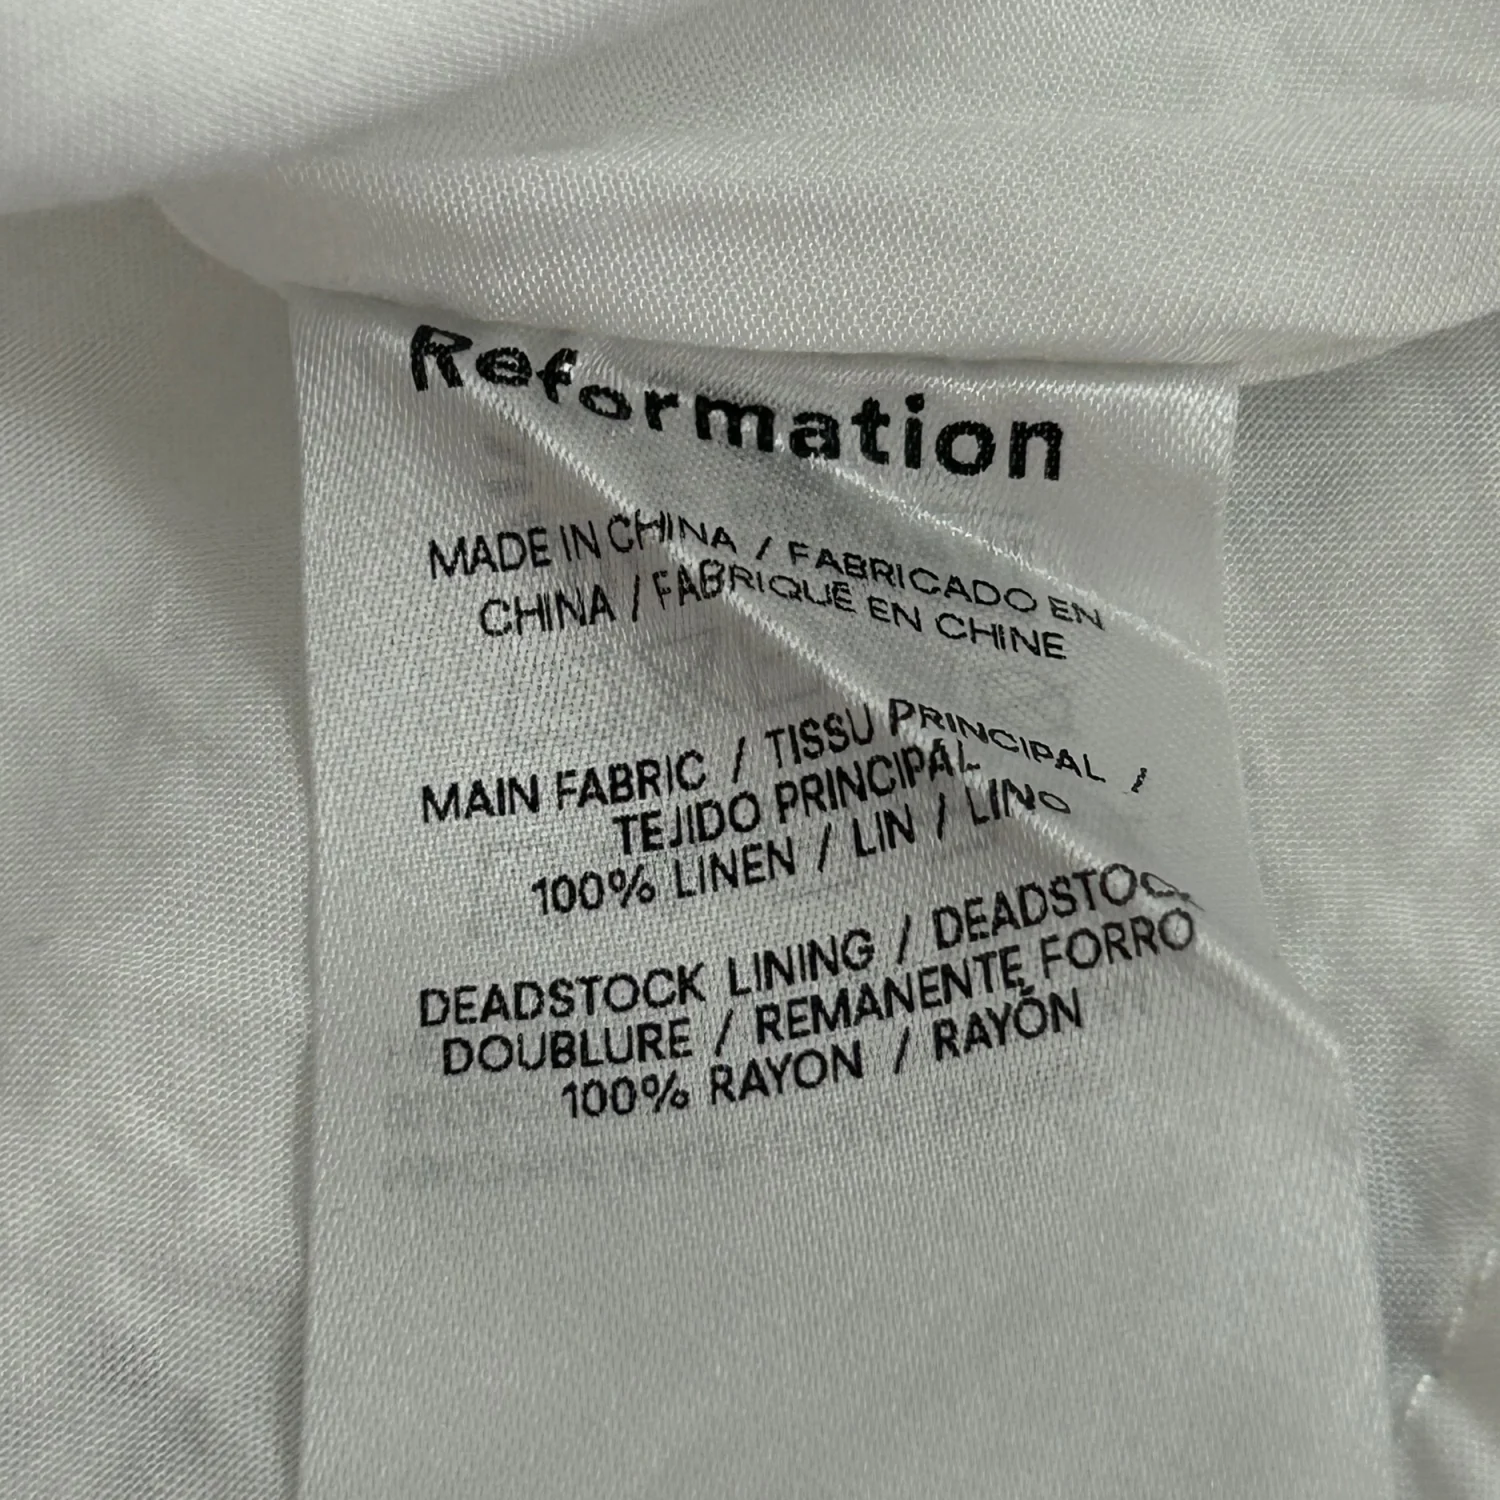 Reformation
MADE IN CHINA / FABRICADO EN
CHINA / FABRIQUÉ EN CHINE
MAIN FABRIC / TISSU PRINCIPAL /
TEJIDO PRINCIPAL
100% LINEN / LIN / LINO
DEADSTOCK LINING / DEADSTOC
DOUBLURE / REMANENTE FORRO
100% RAYON / RAYÓN